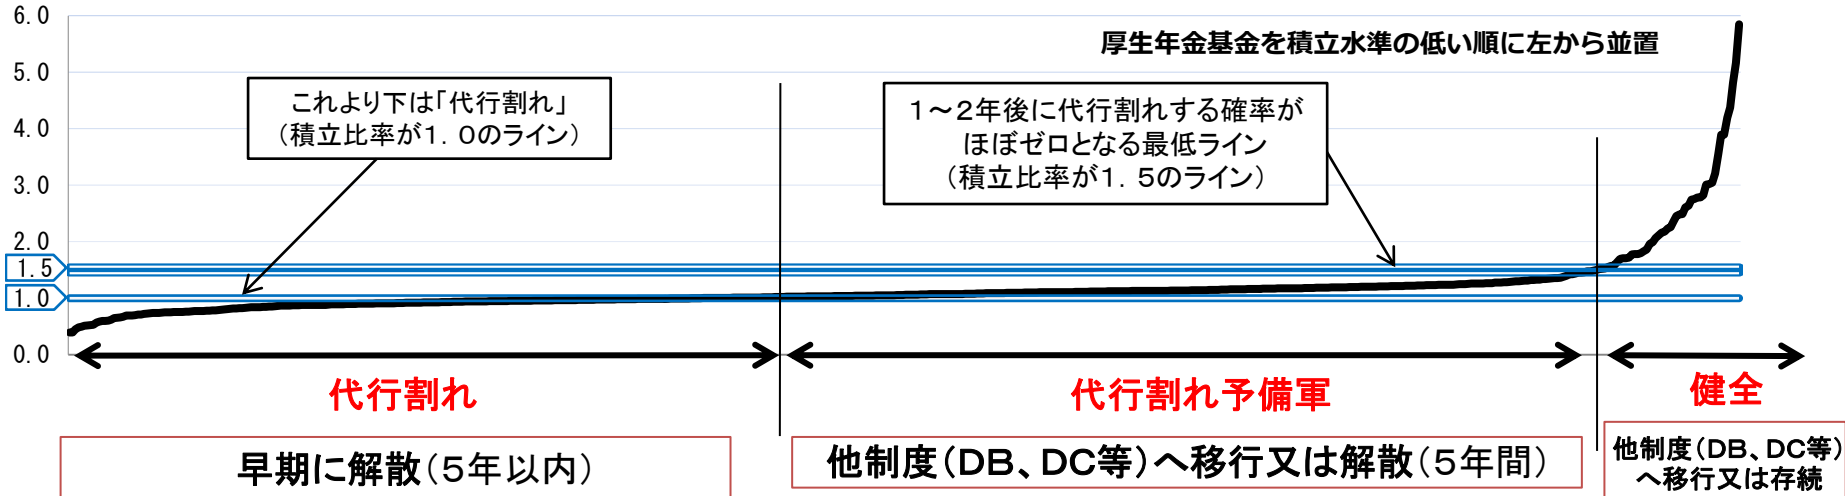 6.0
5.0
4.0
3.0
2.0
1.5
1.0
0.0
厚生年金基金を積立水準の低い順に左から並置
これより下は「代行割れ」
(積立比率が1.0のライン)
1～2年後に代行割れする確率が
ほぼゼロとなる最低ライン
(積立比率が1.5のライン)
代行割れ
代行割れ予備軍
健全
早期に解散(5年以内)
他制度(DB、DC等)へ移行又は解散(5年間)
他制度(DB、DC等)
へ移行又は存続